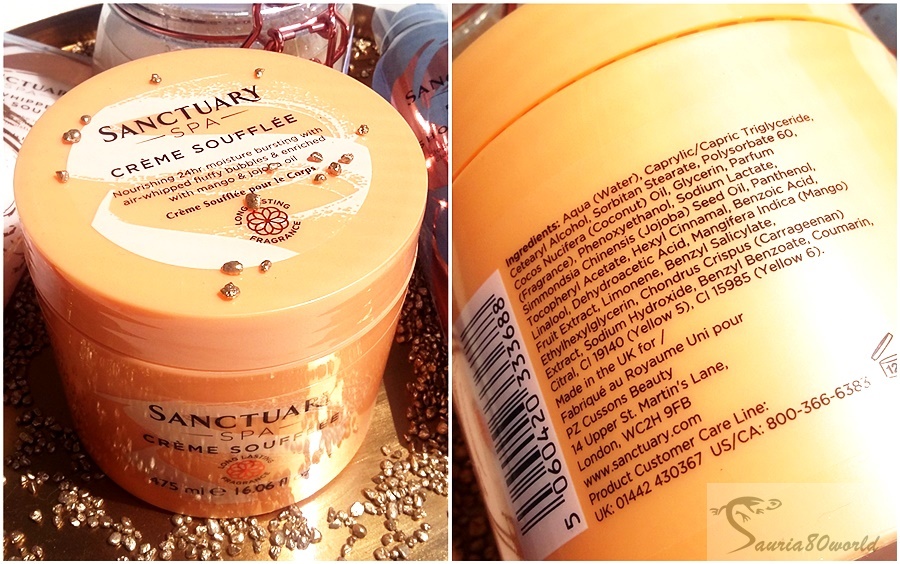 SANCTUARY
SPA
CRÈME SOUFFLÉE
Nourishing 24hr moisture bursting with
air-whipped fluffy bubbles & enriched
with mango & jojoba oil
Crème Soufflée pour le Corps
LONG LASTING
FRAGRANCE
SANCTUARY
SPA
CRÈME SOUFFLÉE
LONG LASTING
FRAGRANCE
475 ml e 16.06 fl
WHIPP
SOU
Ingredients: Aqua (Water), Caprylic/Capric Triglyceride,
Cetearyl Alcohol, Sorbitan Stearate, Polysorbate 60,
Cocos Nucifera (Coconut) Oil, Glycerin, Parfum
(Fragrance), Phenoxyethanol, Sodium Lactate,
Simmondsia Chinensis (Jojoba) Seed Oil, Panthenol,
Tocopheryl Acetate, Hexyl Cinnamal, Benzoic Acid,
Linalool, Dehydroacetic Acid, Mangifera Indica (Mango)
Fruit Extract, Limonene, Benzyl Salicylate,
Ethylhexylglycerin, Chondrus Crispus (Carrageenan)
Extract, Sodium Hydroxide, Benzyl Benzoate, Coumarin,
Citral, CI 19140 (Yellow 5), CI 15985 (Yellow 6).
Made in the UK for /
Fabriqué au Royaume Uni pour
PZ Cussons Beauty
14 Upper St. Martin's Lane,
London, WC2H 9FB
www.sanctuary.com
Product Customer Care Line:
UK: 01442 430367 US/CA: 800-366-6383
5 060420 333688
12
Sauria80world